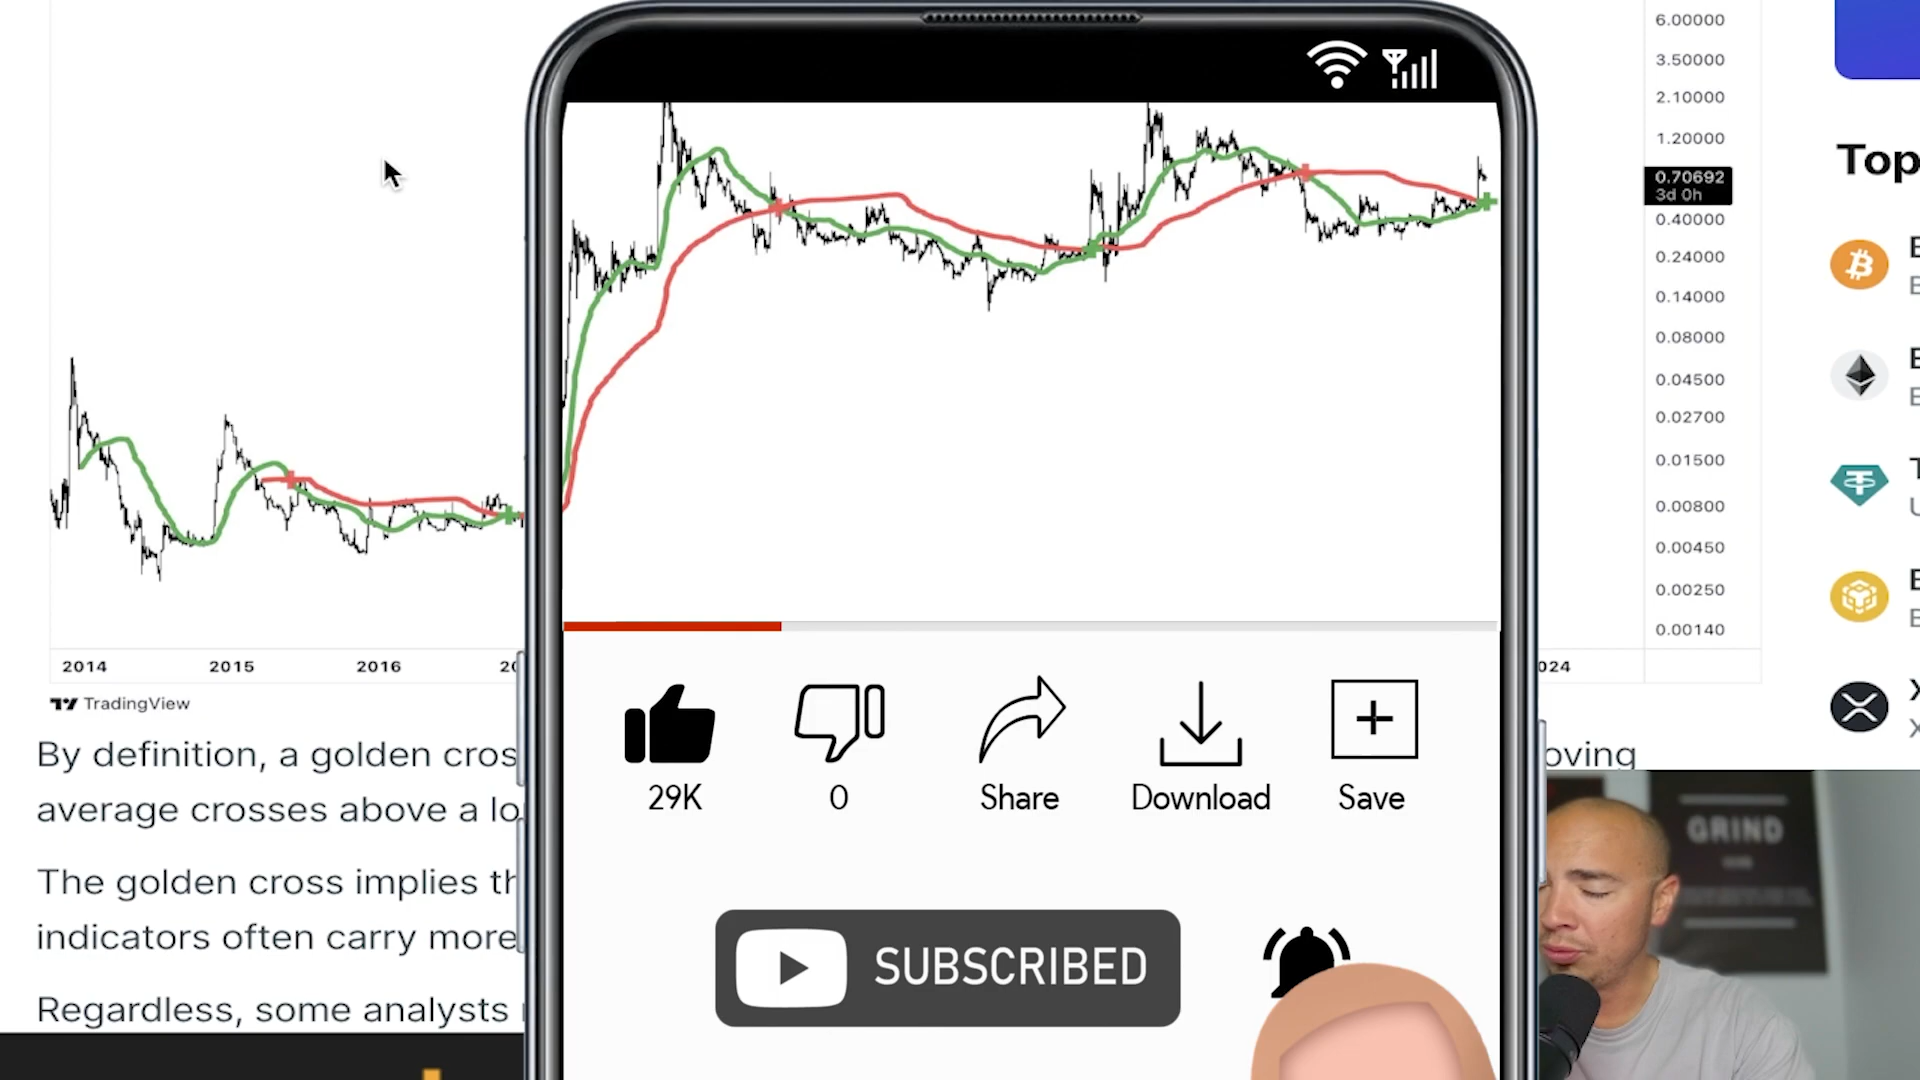 6.00000
3.50000
2.10000
1.20000
0.70692
3d 0h
0.40000
0.24000
0.14000
0.08000
0.04500
0.02700
0.01500
0.00800
0.00450
0.00250
0.00140
Top
2014
2015
2016
20
024
TradingView
By definition, a golden cros
oving
average crosses above a lo
The golden cross implies th
indicators often carry more
Regardless, some analysts
29K
0
Share
Download
Save
SUBSCRIBED
GRIND